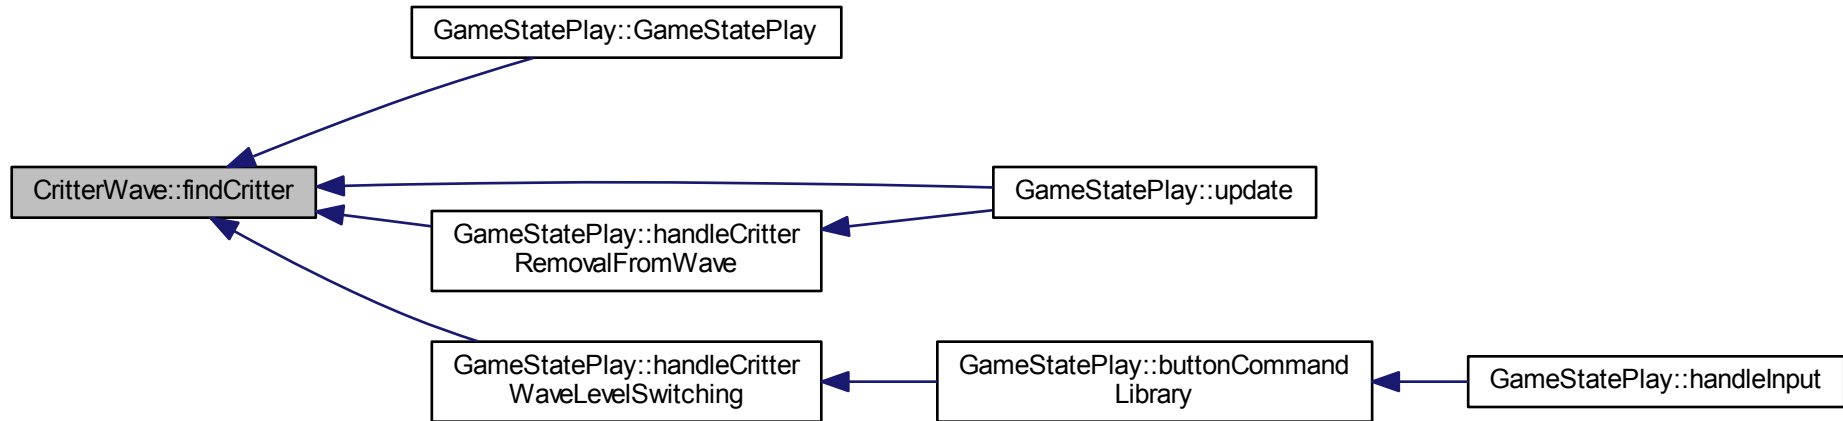 GameStatePlay::GameStatePlay
CritterWave::findCritter
GameStatePlay::update
GameStatePlay::handleCritter
RemovalFromWave
GameStatePlay::handleCritter
WaveLevelSwitching
GameStatePlay::buttonCommand
Library
GameStatePlay::handleInput